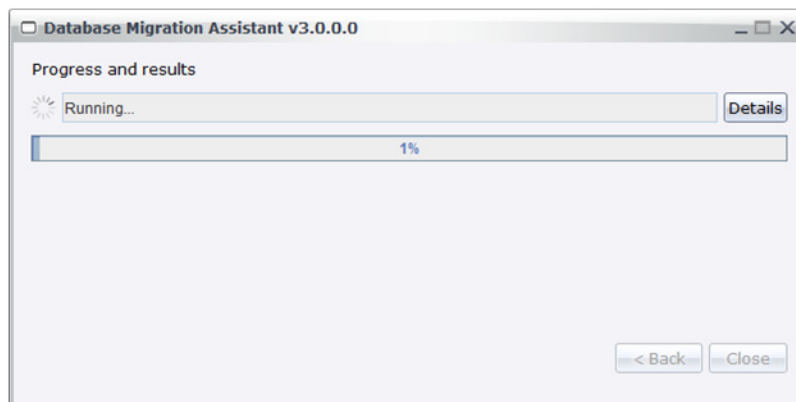 Database Migration Assistant v3.0.0.0
Progress and results
Running...
Details
1%
< Back
Close